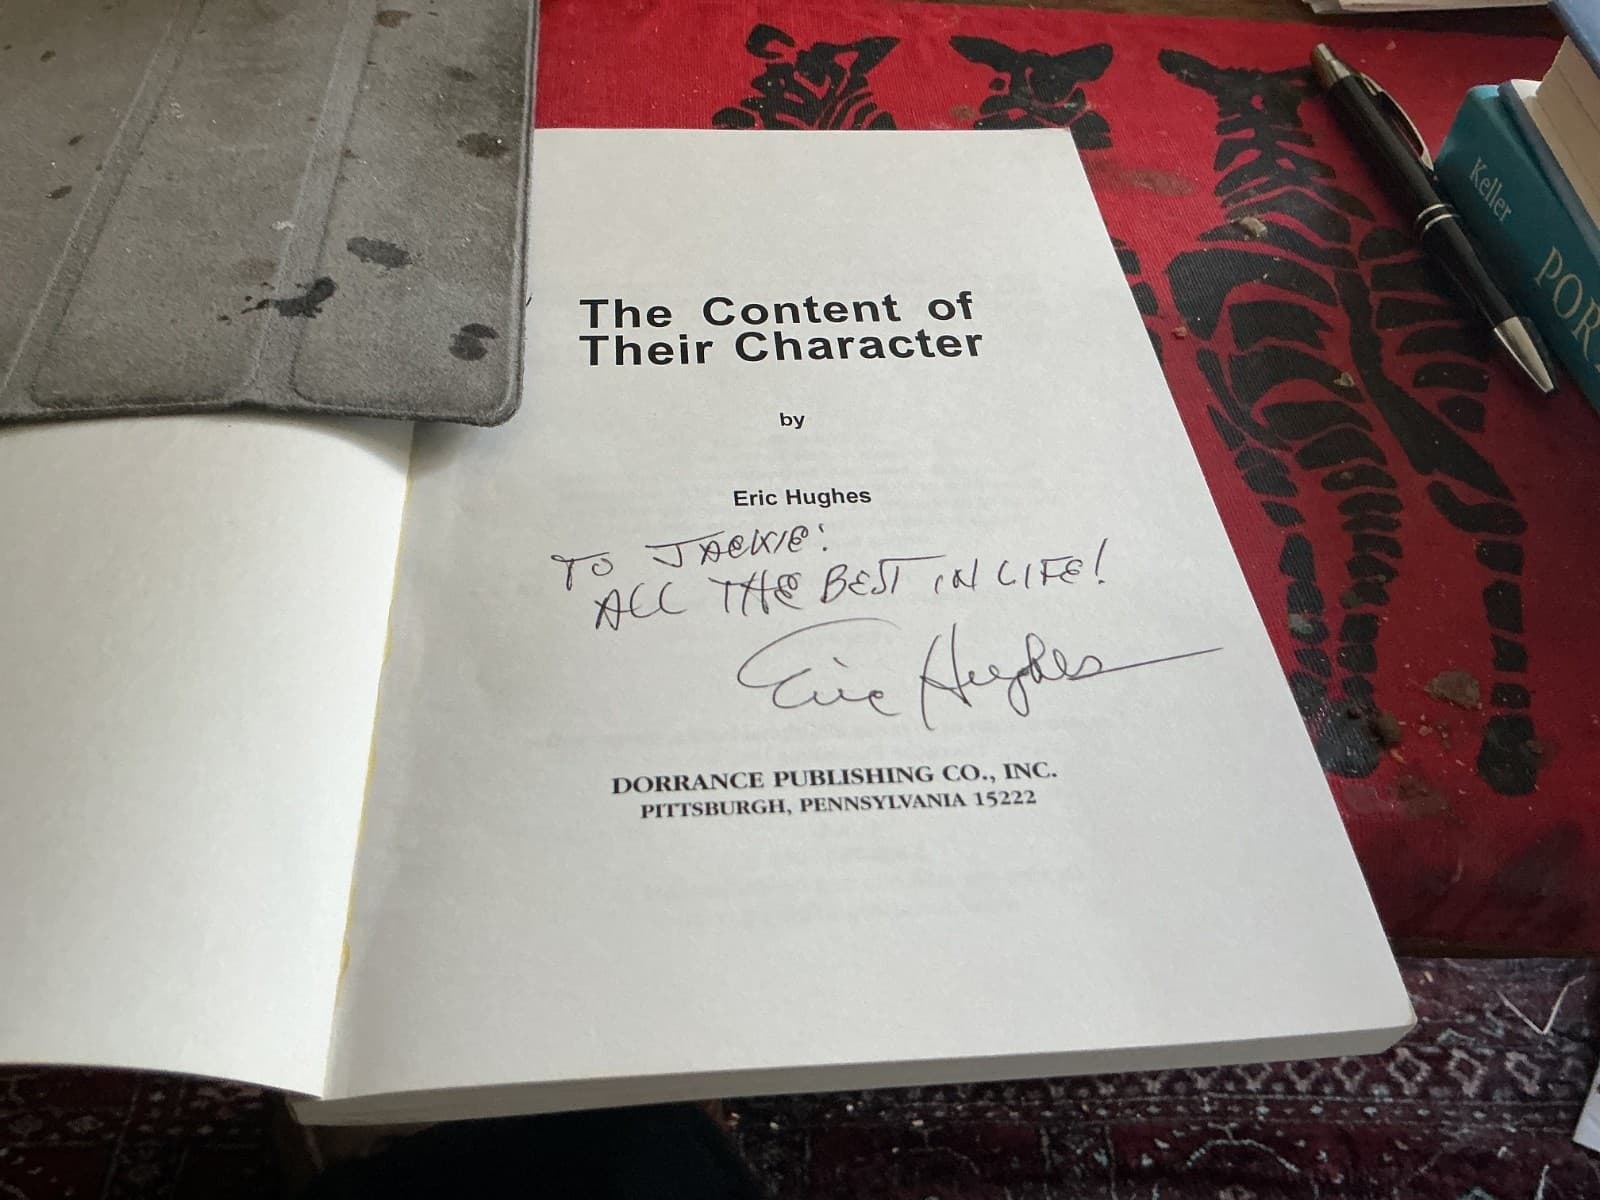 The Content of
Their Character
by
Eric Hughes
TO JACKIE:
ALL THE BEST IN LIFE!
Eric Hughes
DORRANCE PUBLISHING CO., INC.
PITTSBURGH, PENNSYLVANIA 15222
Keller